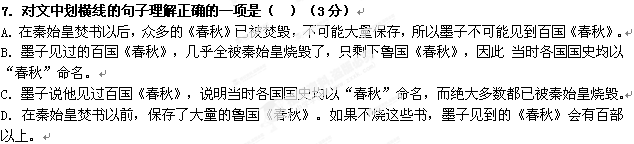 7. 对文中划横线的句子理解正确的一项是（　）（3 分）
A. 在秦始皇焚书以后，众多的《春秋》已被焚毁，不可能大量保存，所以墨子不可能见到百国《春秋》。
B. 墨子见过的百国《春秋》，几乎全被秦始皇烧毁了，只剩下鲁国《春秋》，因此 当时各国国史均以
“春秋”命名。
C. 墨子说他见过百国《春秋》，说明当时各国国史均以“春秋”命名，而绝大多数都已被秦始皇烧毁。
D. 在秦始皇焚书以前，保存了大量的鲁国《春秋》。如果不烧这些书，墨子见到的《春秋》会有百部
以上。